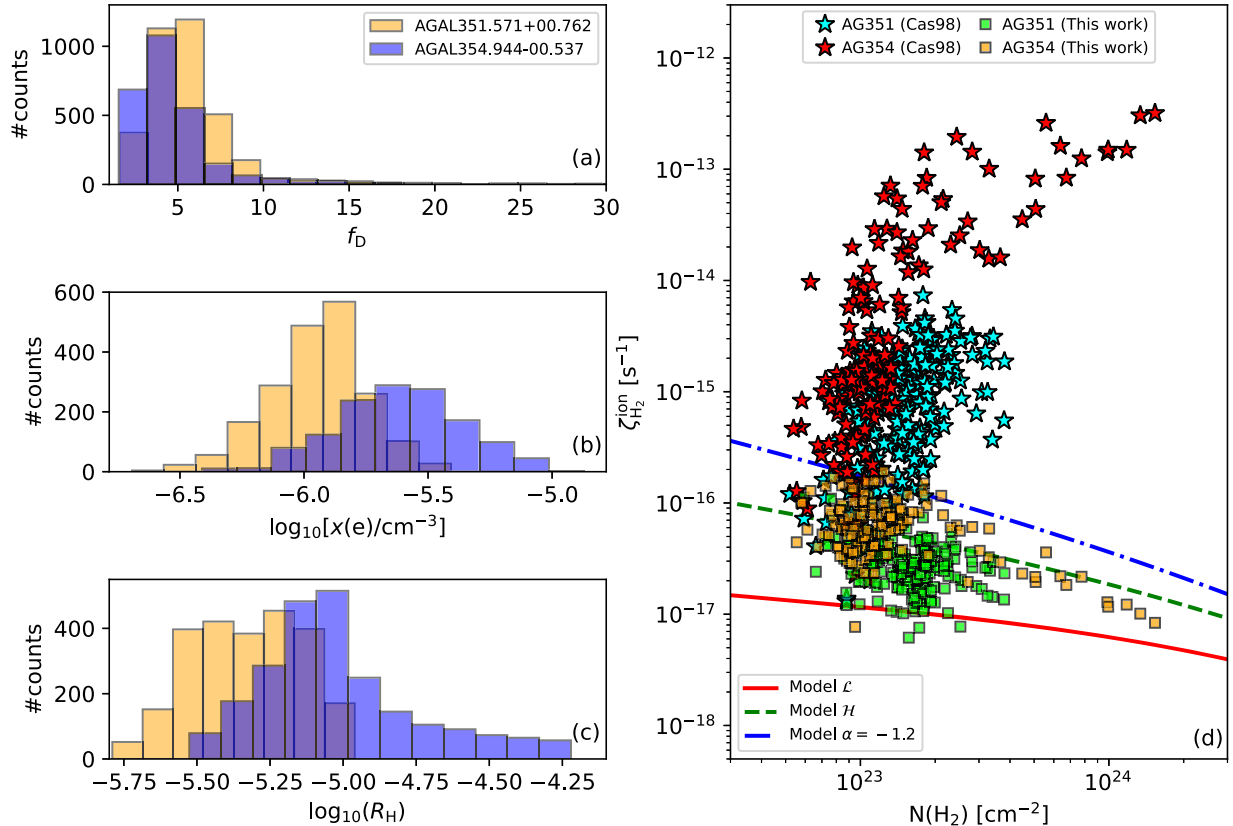 AGAL351.571+00.762
AGAL354.944−00.537
#counts
1000
500
0
(a)
5 10 15 20 25 30
f_D
600
400
200
0
#counts
(b)
−6.5 −6.0 −5.5 −5.0
log₁₀[x(e)/cm⁻³]
400
200
0
#counts
(c)
−5.75 −5.50 −5.25 −5.00 −4.75 −4.50 −4.25
log₁₀(R_H)
AG351 (Cas98) AG351 (This work)
AG354 (Cas98) AG354 (This work)
10⁻¹²
10⁻¹³
10⁻¹⁴
10⁻¹⁵
10⁻¹⁶
10⁻¹⁷
10⁻¹⁸
ζ^ion_H₂ [s⁻¹]
Model ℒ
Model ℋ
Model α = −1.2
(d)
10²³ 10²⁴
N(H₂) [cm⁻²]